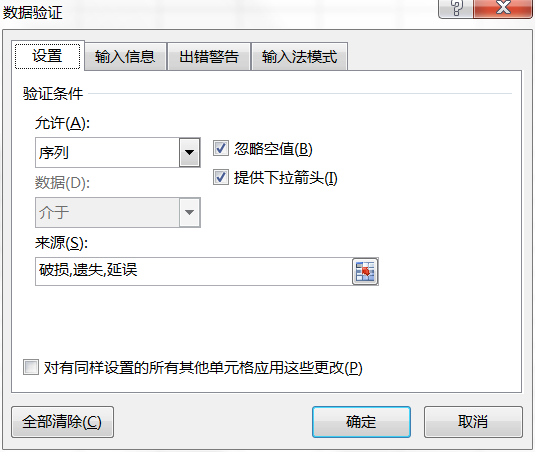 数据验证
设置 输入信息 出错警告 输入法模式
验证条件
允许(A):
序列
忽略空值(B)
提供下拉箭头(I)
数据(D):
介于
来源(S):
破损,遗失,延误
对有同样设置的所有其他单元格应用这些更改(P)
全部清除(C) 确定 取消